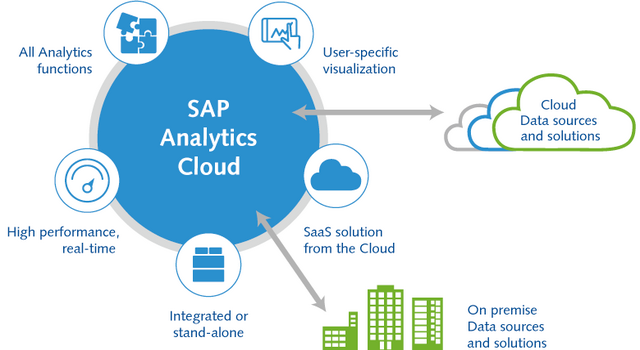 All Analytics
functions
User-specific
visualization
SAP
Analytics
Cloud
Cloud
Data sources
and solutions
High performance,
real-time
SaaS solution
from the Cloud
Integrated or
stand-alone
On premise
Data sources
and solutions